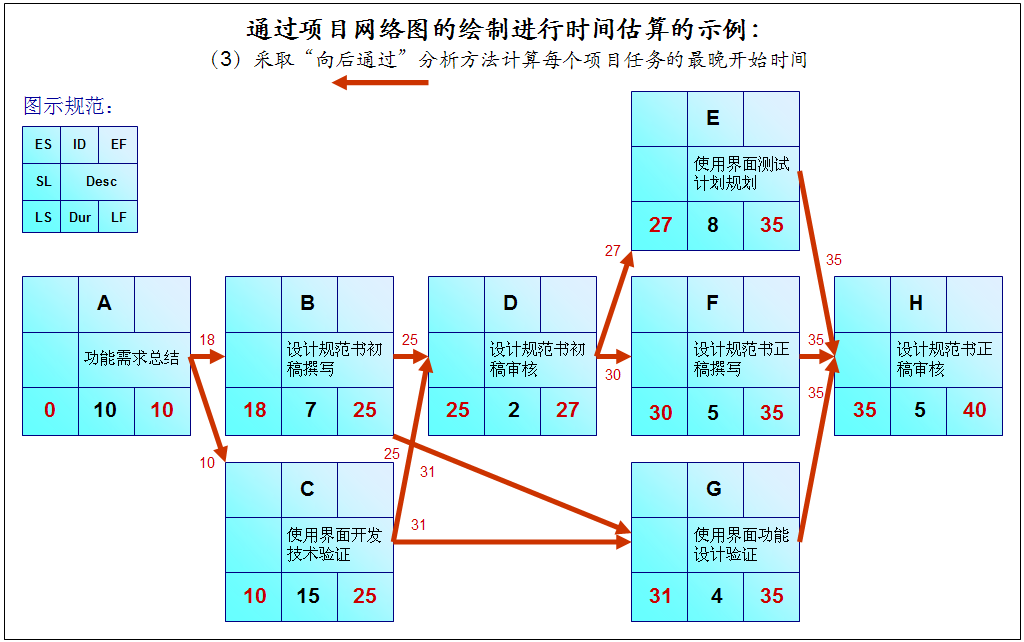 通过项目网络图的绘制进行时间估算的示例：
（3）采取“向后通过”分析方法计算每个项目任务的最晚开始时间
图示规范：
ES ID EF
SL Desc
LS Dur LF
E
使用界面测试
计划规划
27 8 35
27
35
A
功能需求总结
0 10 10
18
10
B
设计规范书初
稿撰写
18 7 25
25
D
设计规范书初
稿审核
25 2 27
30
F
设计规范书正
稿撰写
30 5 35
35
35
H
设计规范书正
稿审核
35 5 40
25
31
31
C
使用界面开发
技术验证
10 15 25
G
使用界面功能
设计验证
31 4 35